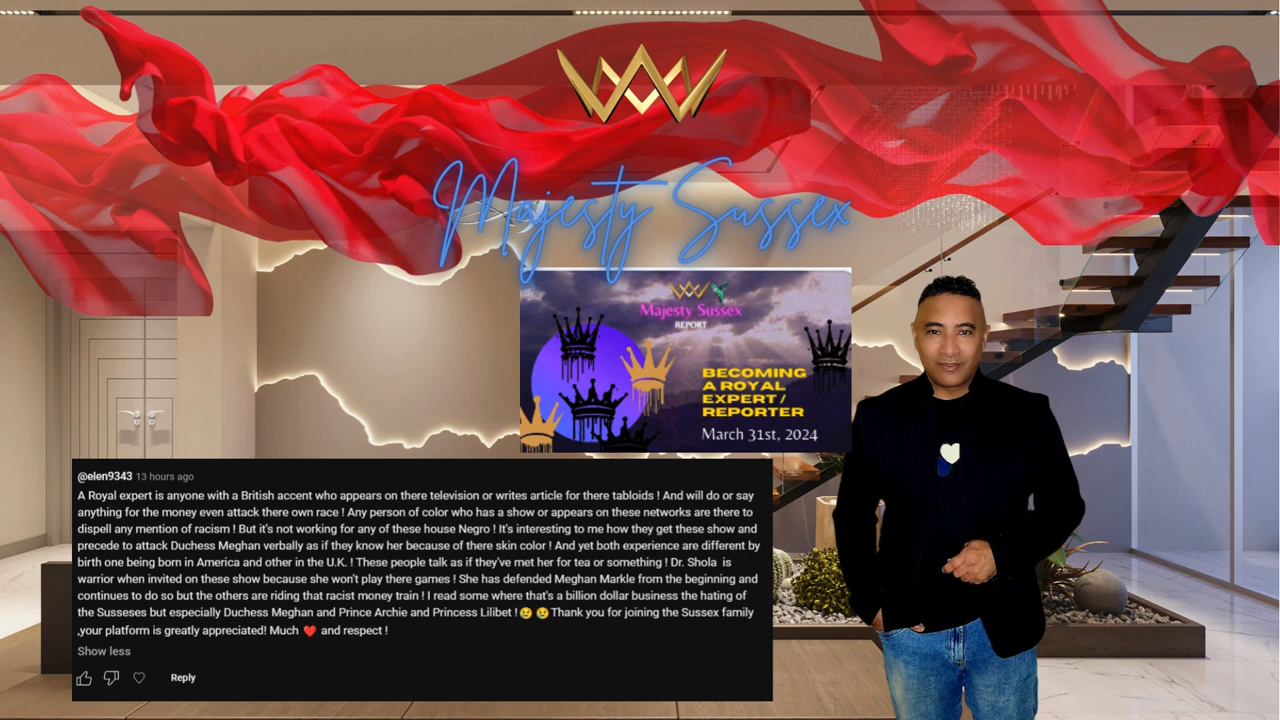 Majesty Sussex
Majesty Sussex
REPORT
BECOMING
A ROYAL
EXPERT /
REPORTER
March 31st, 2024
@elen9343 13 hours ago
A Royal expert is anyone with a British accent who appears on there television or writes article for there tabloids ! And will do or say
anything for the money even attack there own race ! Any person of color who has a show or appears on these networks are there to
dispell any mention of racism ! But it's not working for any of these house Negro ! It's interesting to me how they get these show and
precede to attack Duchess Meghan verbally as if they know her because of there skin color ! And yet both experience are different by
birth one being born in America and other in the U.K. ! These people talk as if they've met her for tea or something ! Dr. Shola is
warrior when invited on these show because she won't play there games ! She has defended Meghan Markle from the beginning and
continues to do so but the others are riding that racist money train ! I read some where that's a billion dollar business the hating of
the Susseses but especially Duchess Meghan and Prince Archie and Princess Lilibet !😢 😢 Thank you for joining the Sussex family
,your platform is greatly appreciated! Much ❤️ and respect !
Show less
Reply